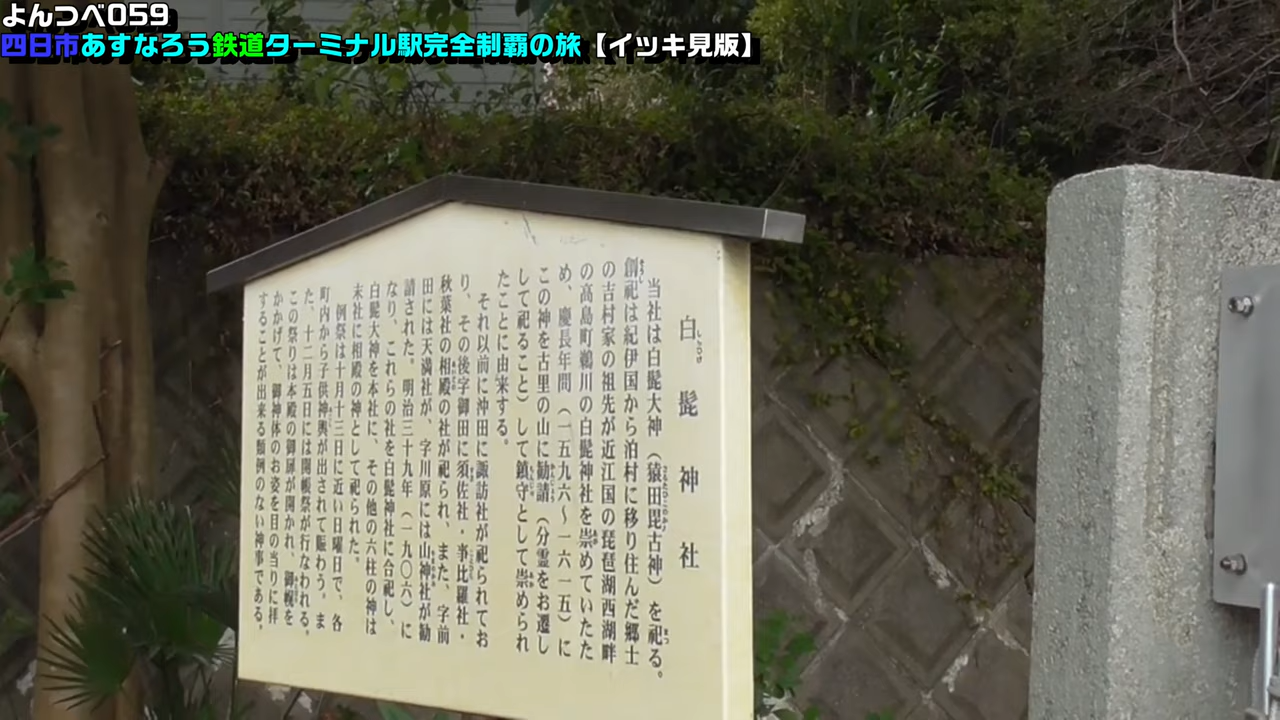 よんつべ059
四日市あすなろう鉄道ターミナル駅完全制覇の旅【イッキ見版】
白髭神社
当社は白髭大神（猿田毘古神）を祀る。
創祀は紀伊国から泊村に移り住んだ郷士
の吉村家の祖先が近江国の琵琶湖西湖畔
の高島町鵜川の白髭神社を崇めていたた
め、慶長年間（一五九六～一六一五）に
この神を古里の山に勧請（分霊をお遷し
して祀ること）して鎮守として崇められ
たことに由来する。
それ以前に沖田に諏訪社が祀られてお
り、その後字御田に須佐社・事比羅社・
秋葉社の相殿の社が祀られ、また、字前
田には天満社が、字川原には山神社が勧
請された。明治三十九年（一九〇六）に
なり、これらの社を白髭神社に合祀し、
白髭大神を本社に、その他の六柱の神は
末社に相殿の神として祀られた。
例祭は十月十三日に近い日曜日で、各
町内から子供神輿が出されて賑わう。ま
た、十二月五日には開帳祭が行なわれる。
この祭りは本殿の御扉が開かれ、御幌を
かかげて、御神体のお姿を目の当りに拝
することが出来る類例のない神事である。